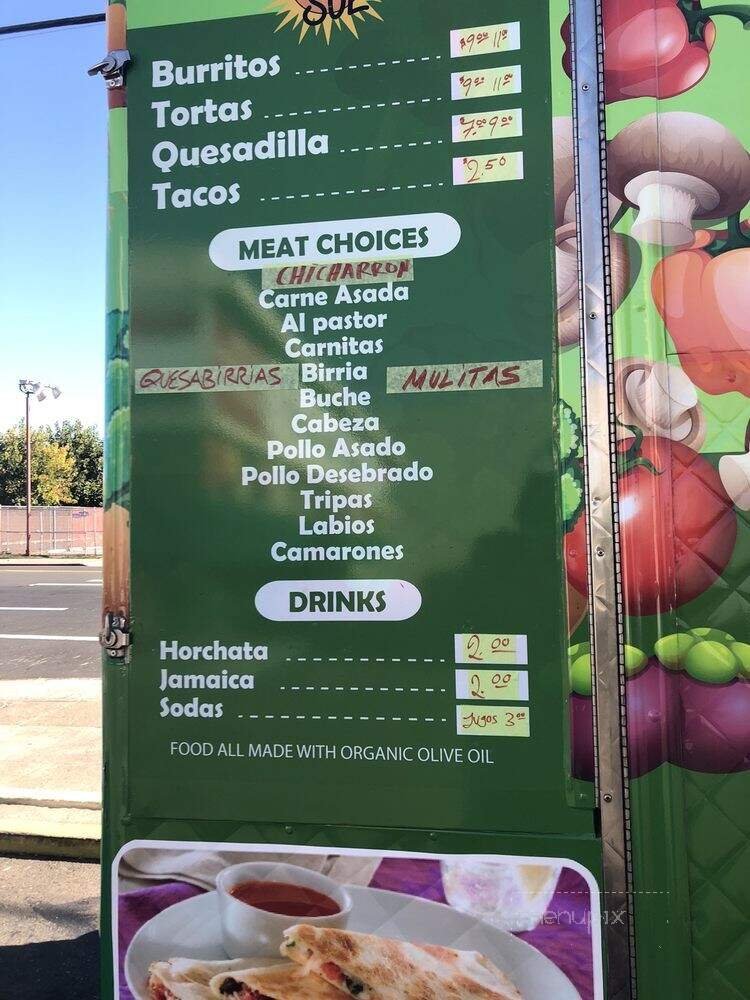 SOL
Burritos $9.00 11.00
Tortas $9.00 11.00
Quesadilla $7.00 9.00
Tacos $2.50
MEAT CHOICES
CHICHARRON
Carne Asada
Al pastor
Carnitas
QUESABIRRIAS Birria MULITAS
Buche
Cabeza
Pollo Asado
Pollo Desebrado
Tripas
Labios
Camarones
DRINKS
Horchata 2.00
Jamaica 2.00
Sodas Jugos 3.00
FOOD ALL MADE WITH ORGANIC OLIVE OIL
menupix